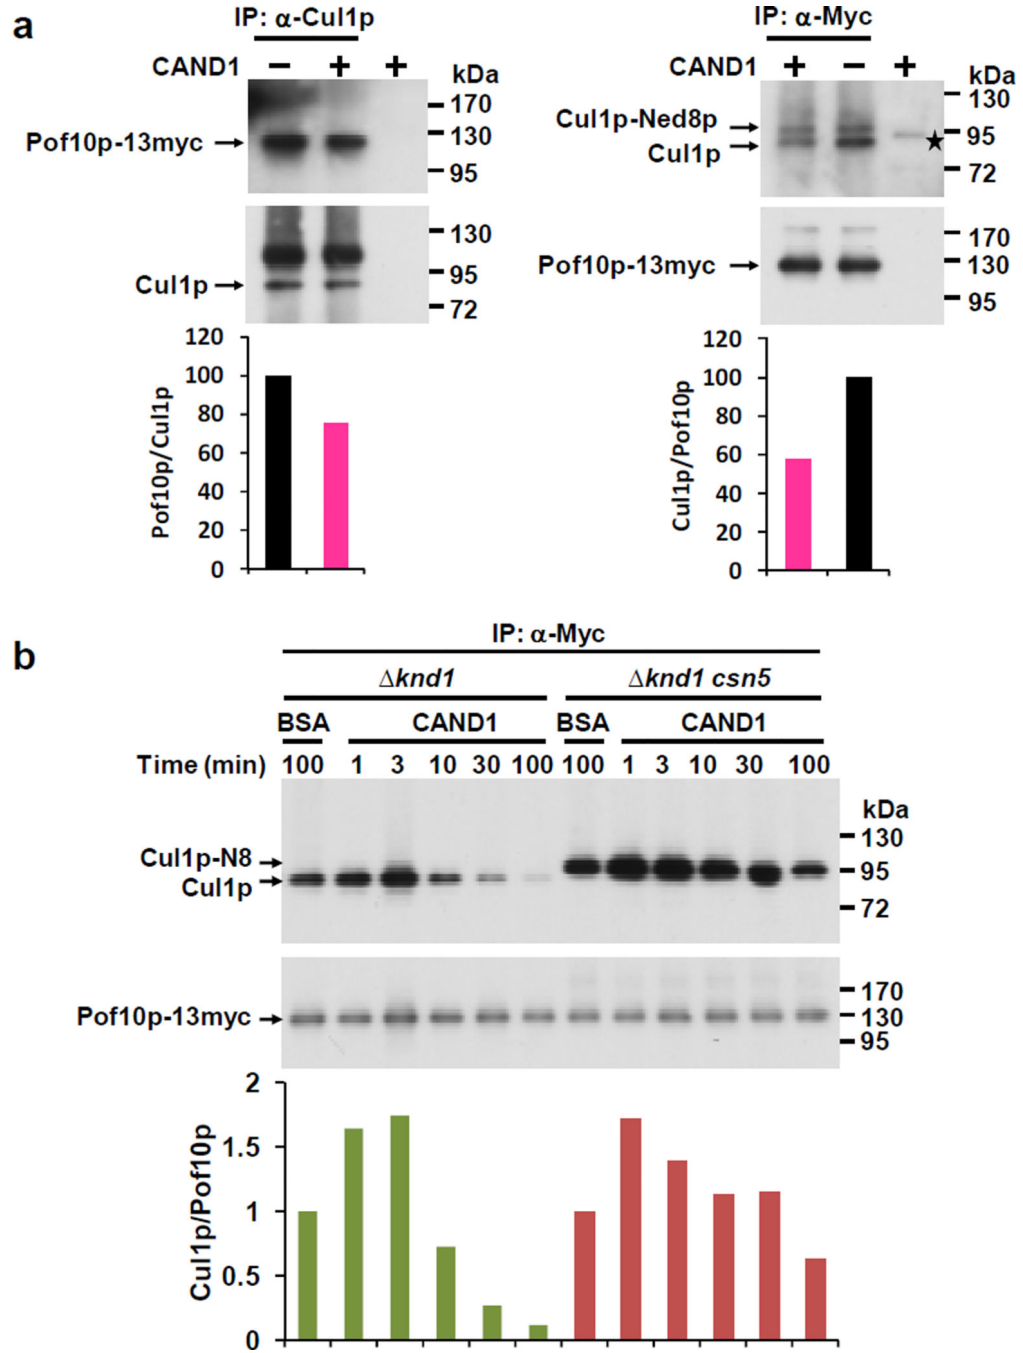 a
IP: α-Cul1p
CAND1 − + +
kDa
170
130
95
Pof10p-13myc
130
95
72
Cul1p
120
100
80
60
40
20
0
Pof10p/Cul1p
IP: α-Myc
CAND1 + − +
kDa
130
95
72
Cul1p-Ned8p
Cul1p
170
130
95
Pof10p-13myc
120
100
80
60
40
20
0
Cul1p/Pof10p
b
IP: α-Myc
Δknd1 Δknd1 csn5
BSA CAND1 BSA CAND1
Time (min) 100 1 3 10 30 100 100 1 3 10 30 100
kDa
130
95
72
Cul1p-N8
Cul1p
170
130
95
Pof10p-13myc
2
1.5
1
0.5
0
Cul1p/Pof10p